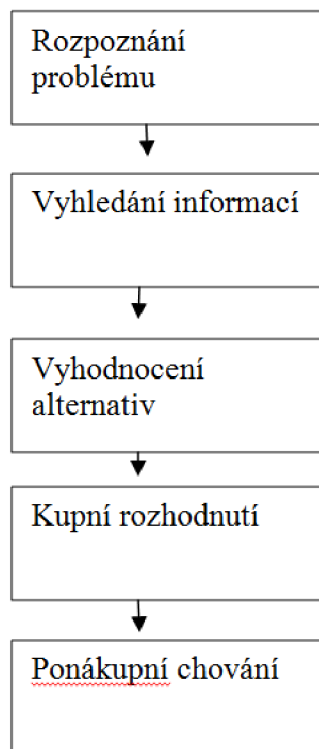 Rozpoznání
problému
Vyhledání informací
Vyhodnocení
alternativ
Kupní rozhodnutí
Ponákupní chování